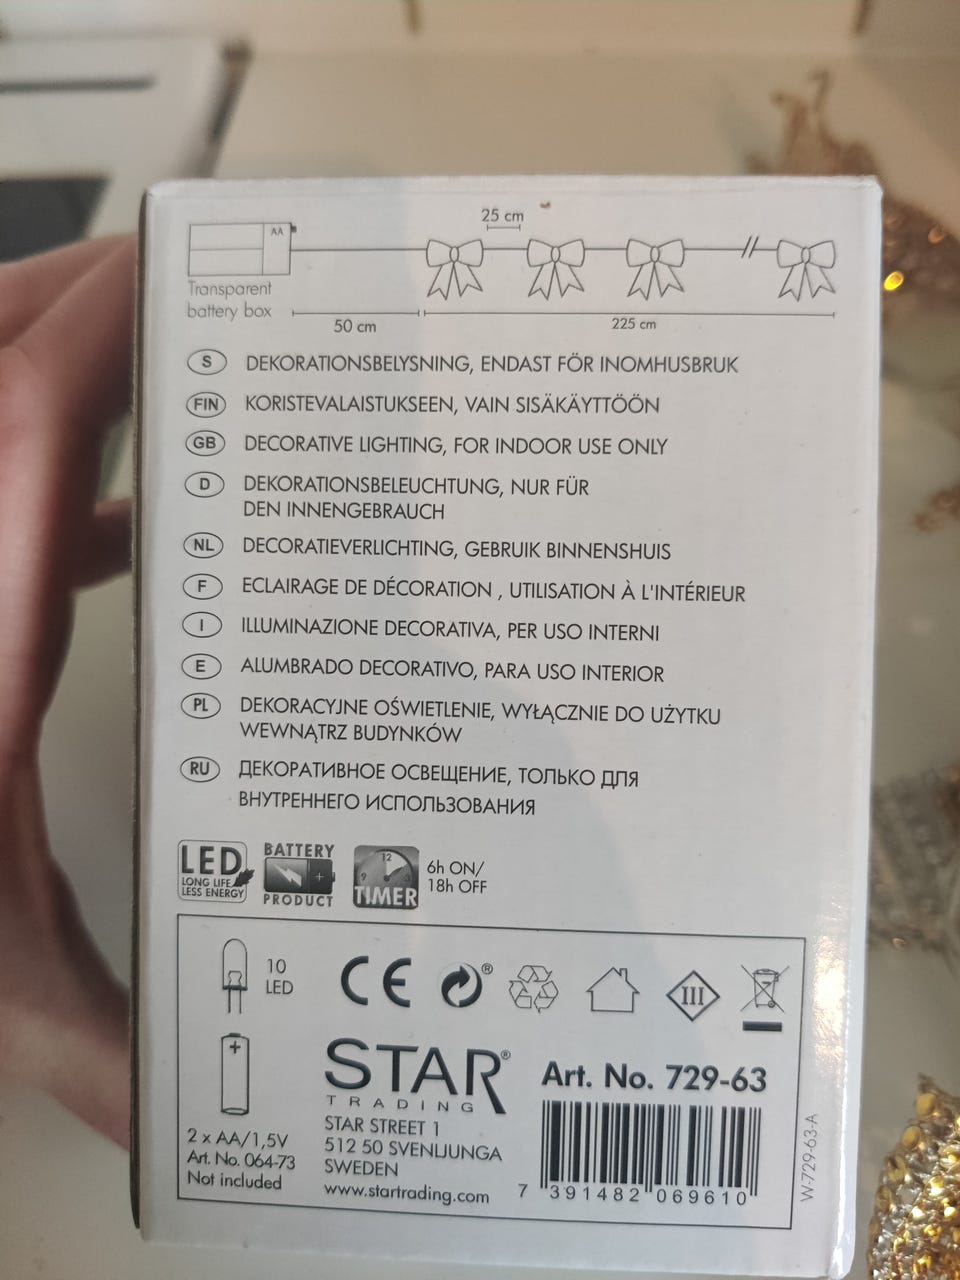 25 cm
AA
Transparent
battery box
50 cm
225 cm
S DEKORATIONSBELYSNING, ENDAST FÖR INOMHUSBRUK
FIN KORISTEVALAISTUKSEEN, VAIN SISÄKÄYTTÖÖN
GB DECORATIVE LIGHTING, FOR INDOOR USE ONLY
D DEKORATIONSBELEUCHTUNG, NUR FÜR
DEN INNENGEBRAUCH
NL DECORATIEVERLICHTING, GEBRUIK BINNENSHUIS
F ECLAIRAGE DE DÉCORATION , UTILISATION À L'INTÉRIEUR
I ILLUMINAZIONE DECORATIVA, PER USO INTERNI
E ALUMBRADO DECORATIVO, PARA USO INTERIOR
PL DEKORACYJNE OŚWIETLENIE, WYŁĄCZNIE DO UŻYTKU
WEWNĄTRZ BUDYNKÓW
RU ДЕКОРАТИВНОЕ ОСВЕЩЕНИЕ, ТОЛЬКО ДЛЯ
ВНУТРЕННЕГО ИСПОЛЬЗОВАНИЯ
LED
LONG LIFE
LESS ENERGY
BATTERY
PRODUCT
12
9 3
TIMER
6h ON/
18h OFF
10
LED
CE
®
III
2 x AA/1,5V
Art. No. 064-73
Not included
STAR®
TRADING
STAR STREET 1
512 50 SVENLJUNGA
SWEDEN
www.startrading.com
Art. No. 729-63
7 391482 069610
W-729-63-A